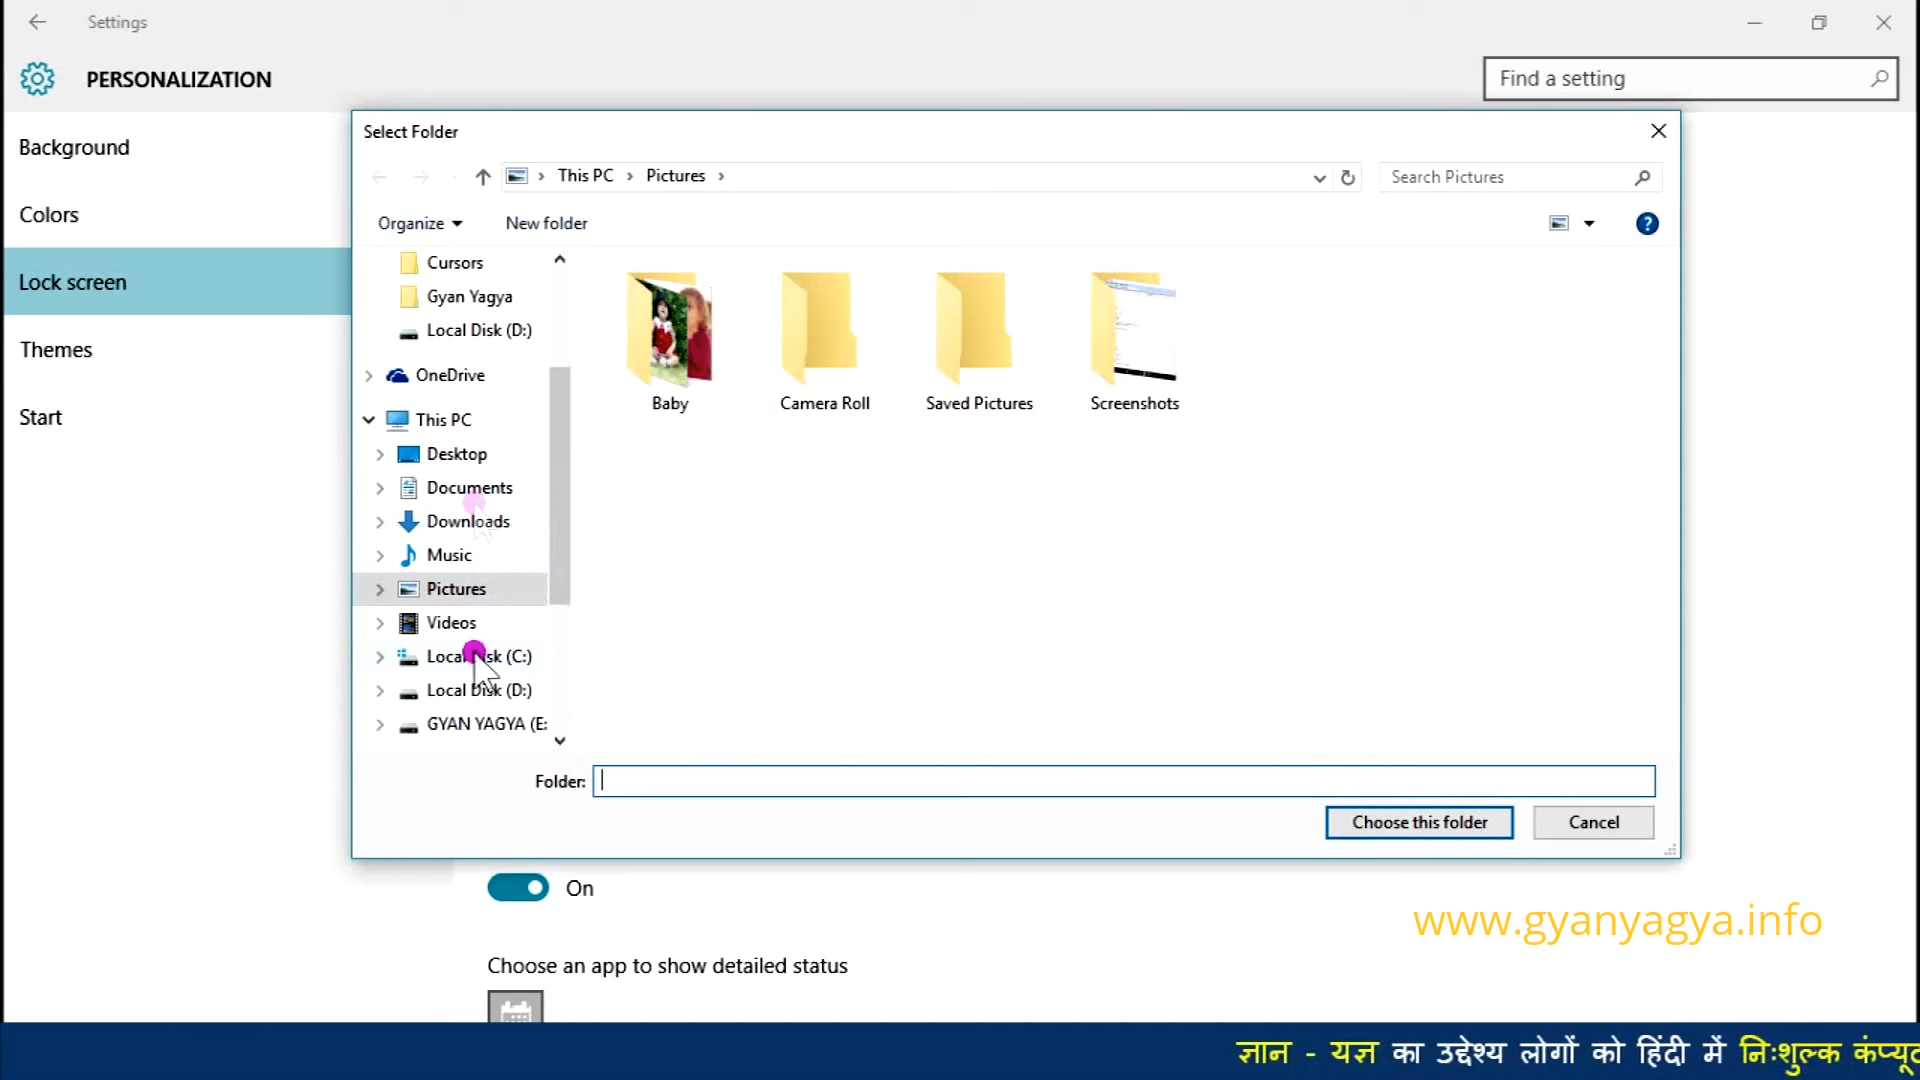 Settings
PERSONALIZATION
Find a setting
Background
Colors
Lock screen
Themes
Start
Select Folder
This PC
Pictures
Search Pictures
Organize
New folder
Cursors
Gyan Yagya
Local Disk (D:)
OneDrive
This PC
Desktop
Documents
Downloads
Music
Pictures
Videos
Local Disk (C:)
Local Disk (D:)
GYAN YAGYA (E:
Baby
Camera Roll
Saved Pictures
Screenshots
Folder:
Choose this folder
Cancel
On
www.gyanyagya.info
Choose an app to show detailed status
ज्ञान - यज्ञ का उद्देश्य लोगों को हिंदी में निःशुल्क